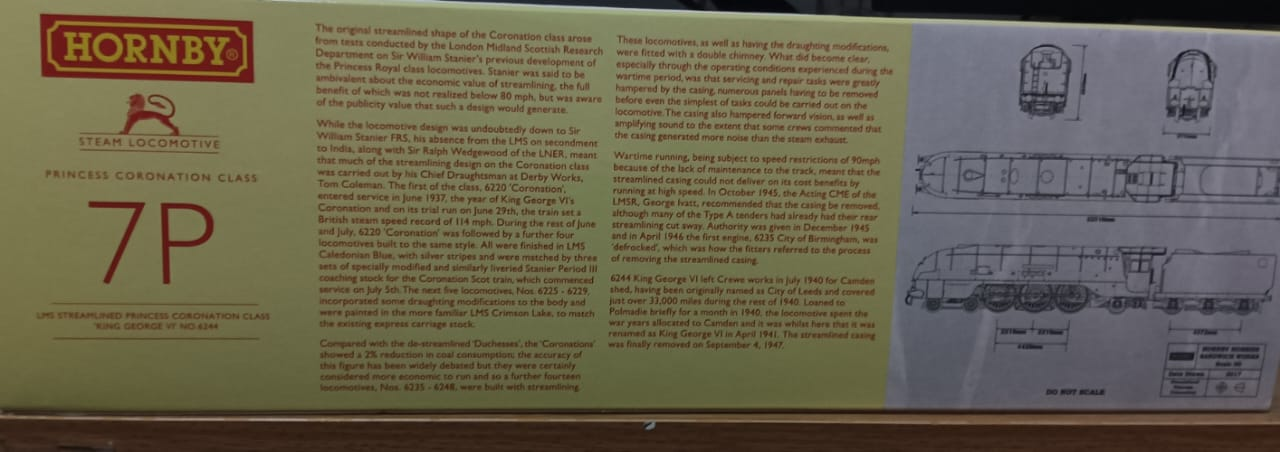 HORNBY®
STEAM LOCOMOTIVE
PRINCESS CORONATION CLASS
7P
LMS STREAMLINED PRINCESS CORONATION CLASS
'KING GEORGE VI' NO.6244
The original streamlined shape of the Coronation class arose
from tests conducted by the London Midland Scottish Research
Department on Sir William Stanier's previous development of
the Princess Royal class locomotives. Stanier was said to be
ambivalent about the economic value of streamlining, the full
benefit of which was not realized below 80 mph, but was aware
of the publicity value that such a design would generate.
While the locomotive design was undoubtedly down to Sir
William Stanier FRS, his absence from the LMS on secondment
to India, along with Sir Ralph Wedgewood of the LNER, meant
that much of the streamlining design on the Coronation class
was carried out by his Chief Draughtsman at Derby Works,
Tom Coleman. The first of the class, 6220 'Coronation',
entered service in June 1937, the year of King George VI's
Coronation and on its trial run on June 29th, the train set a
British steam speed record of 114 mph. During the rest of June
and July, 6220 'Coronation' was followed by a further four
locomotives built to the same style. All were finished in LMS
Caledonian Blue, with silver stripes and were matched by three
sets of specially modified and similarly liveried Stanier Period III
coaching stock for the Coronation Scot train, which commenced
service on July 5th. The next five locomotives, Nos. 6225 - 6229,
incorporated some draughting modifications to the body and
were painted in the more familiar LMS Crimson Lake, to match
the existing express carriage stock.
Compared with the de-streamlined 'Duchesses', the 'Coronations'
showed a 2% reduction in coal consumption; the accuracy of
this figure has been widely debated but they were certainly
considered more economic to run and so a further fourteen
locomotives, Nos. 6235 - 6248, were built with streamlining.
These locomotives, as well as having the draughting modifications,
were fitted with a double chimney. What did become clear,
especially through the operating conditions experienced during the
wartime period, was that servicing and repair tasks were greatly
hampered by the casing, numerous panels having to be removed
before even the simplest of tasks could be carried out on the
locomotive. The casing also hampered forward vision, as well as
amplifying sound to the extent that some crews commented that
the casing generated more noise than the steam exhaust.
Wartime running, being subject to speed restrictions of 90mph
because of the lack of maintenance to the track, meant that the
streamlined casing could not deliver on its cost benefits by
running at high speed. In October 1945, the Acting CME of the
LMSR, George Ivatt, recommended that the casing be removed,
although many of the Type A tenders had already had their rear
streamlining cut away. Authority was given in December 1945
and in April 1946 the first engine, 6235 City of Birmingham, was
'defrocked', which was how the fitters referred to the process
of removing the streamlined casing.
6244 King George VI left Crewe works in July 1940 for Camden
shed, having been originally named as City of Leeds and covered
just over 33,000 miles during the rest of 1940. Loaned to
Polmadie briefly for a month in 1940, the locomotive spent the
war years allocated to Camden and it was whilst here that it was
renamed as King George VI in April 1941. The streamlined casing
was finally removed on September 4, 1947.
DO NOT SCALE
HORNBY HOBBIES
SANDWICH WORKS
2017